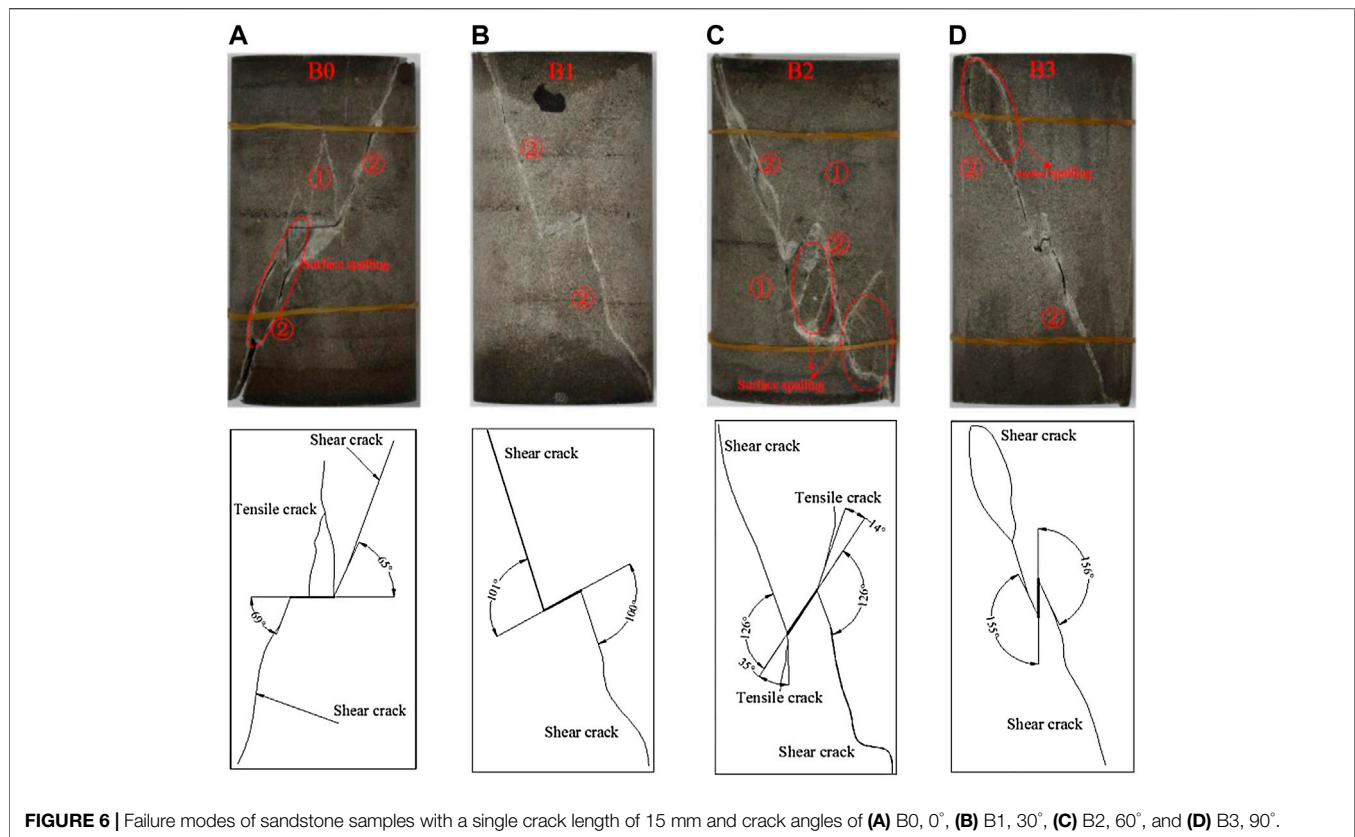 A
B
C
D
B0
①
②
Surface spalling
②
B1
②
②
B2
②
①
②
①
Surface spalling
B3
②
spalling
②
Shear crack
Tensile crack
65°
69°
Shear crack
Shear crack
101°
100°
Shear crack
Shear crack
Tensile crack
14°
126°
126°
35°
Tensile crack
Shear crack
Shear crack
156°
155°
Shear crack
FIGURE 6 | Failure modes of sandstone samples with a single crack length of 15 mm and crack angles of (A) B0, 0°, (B) B1, 30°, (C) B2, 60°, and (D) B3, 90°.